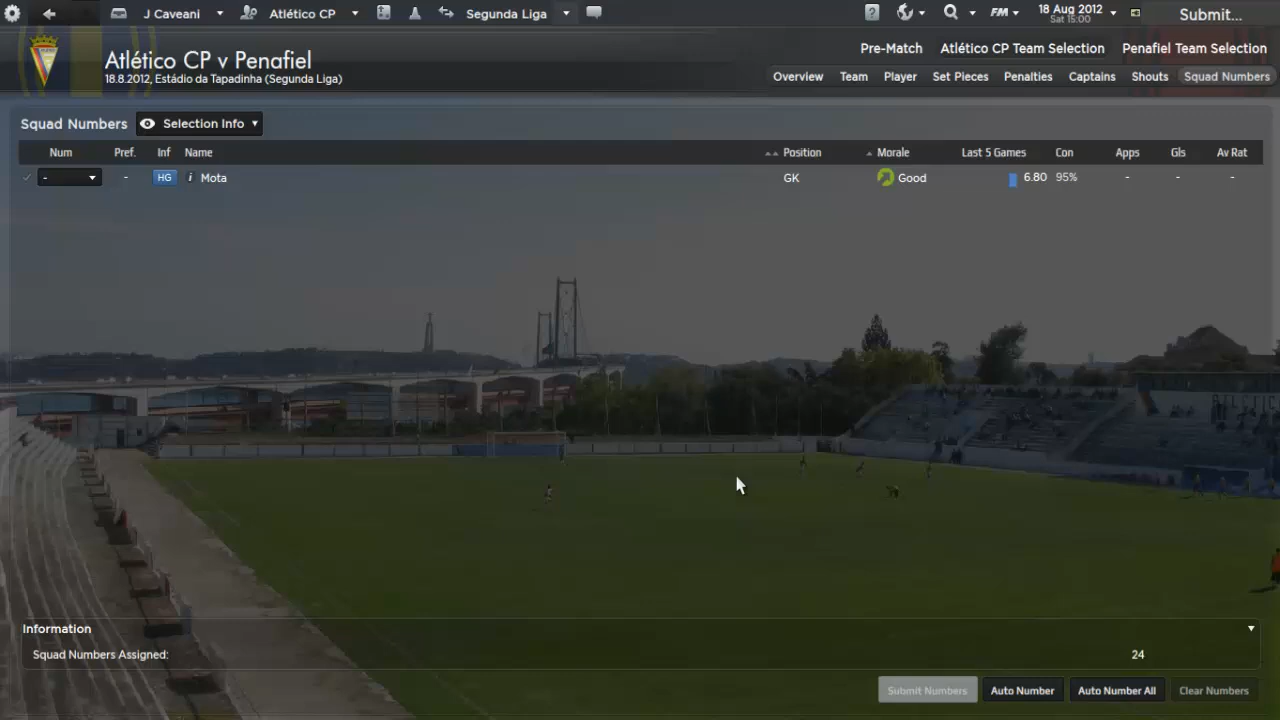 J Caveani Atlético CP Segunda Liga ? FM 18 Aug 2012 Sat 15:00 Submit...
Atlético CP v Penafiel
18.8.2012, Estádio da Tapadinha (Segunda Liga)
Pre-Match Atlético CP Team Selection Penafiel Team Selection
Overview Team Player Set Pieces Penalties Captains Shouts Squad Numbers
Squad Numbers Selection Info
Num Pref. Inf Name Position Morale Last 5 Games Con Apps Gls Av Rat
- - HG i Mota GK Good 6.80 95% - - -
Information
Squad Numbers Assigned: 24
Submit Numbers Auto Number Auto Number All Clear Numbers